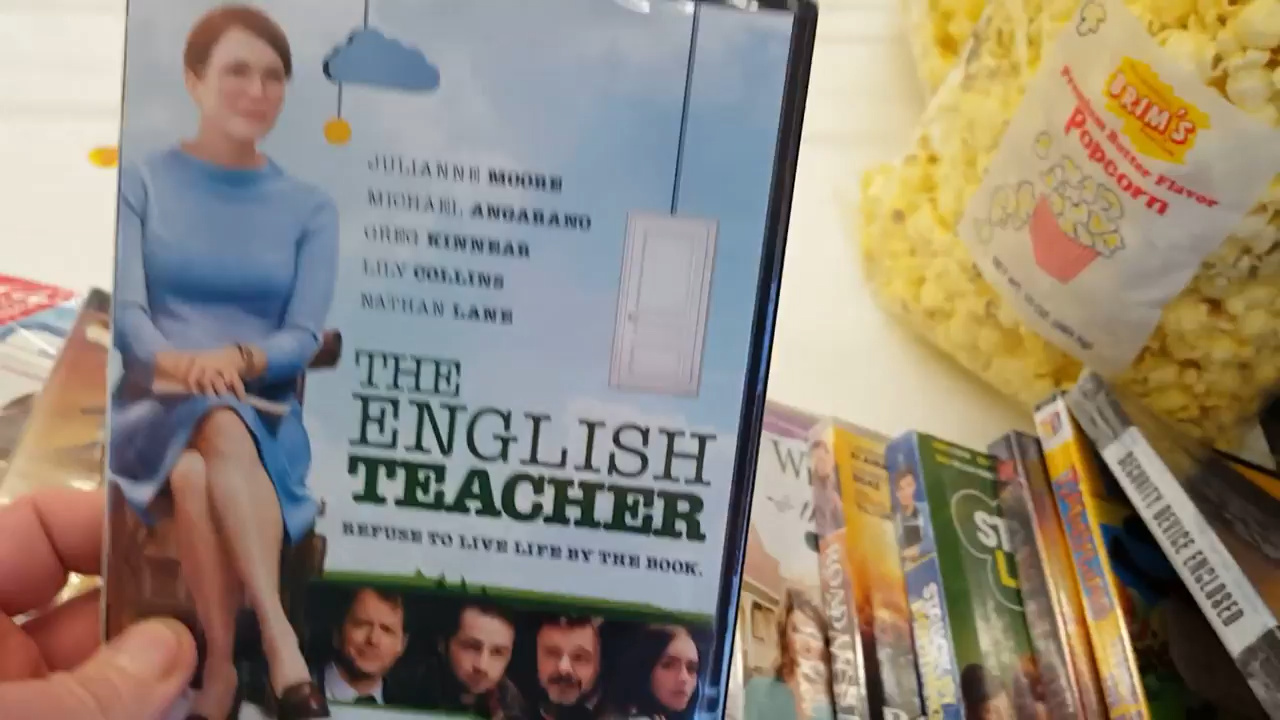 JULIANNE MOORE
MICHAEL ANGARANO
GREG KINNEAR
LILY COLLINS
NATHAN LANE
THE
ENGLISH
TEACHER
REFUSE TO LIVE LIFE BY THE BOOK.
BRIM'S
Premium Butter Flavor
Popcorn
SECURITY DEVICE ENCLOSED